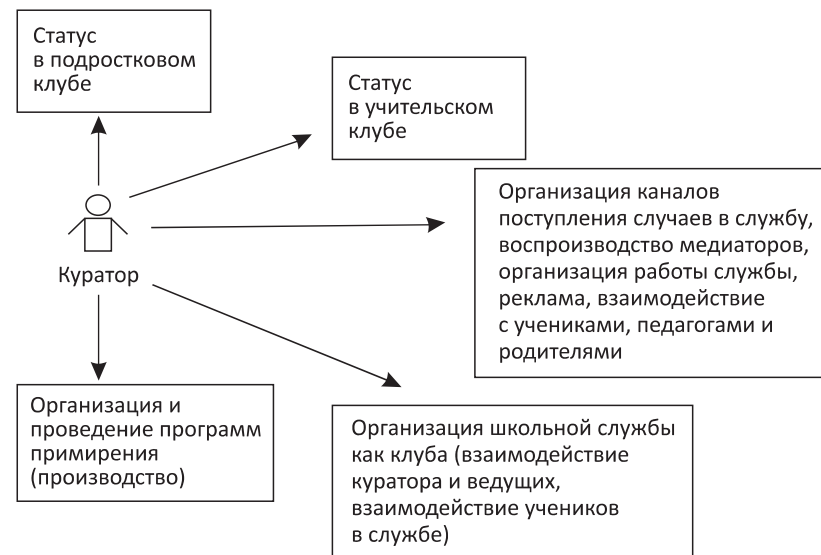 Статус
в подростковом
клубе
Статус
в учительском
клубе
Организация каналов
поступления случаев в службу,
воспроизводство медиаторов,
организация работы службы,
реклама, взаимодействие
с учениками, педагогами и
родителями
Куратор
Организация и
проведение программ
примирения
(производство)
Организация школьной службы
как клуба (взаимодействие
куратора и ведущих,
взаимодействие учеников
в службе)